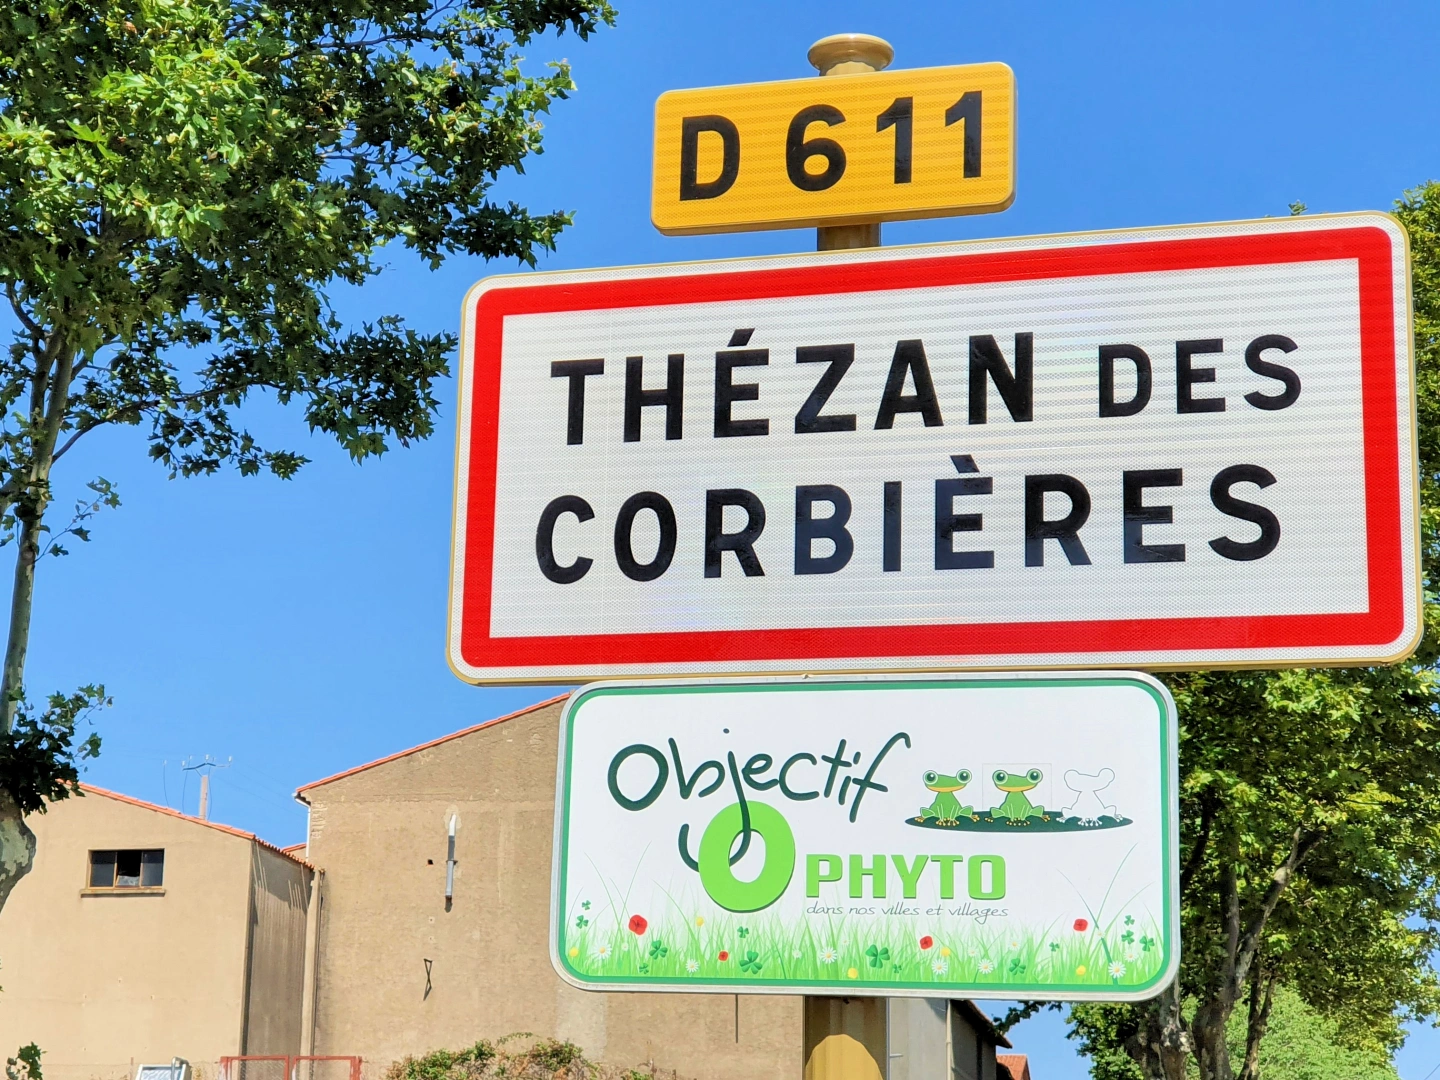 D 611
THÉZAN DES
CORBIÈRES
Objectif
0 PHYTO
dans nos villes et villages